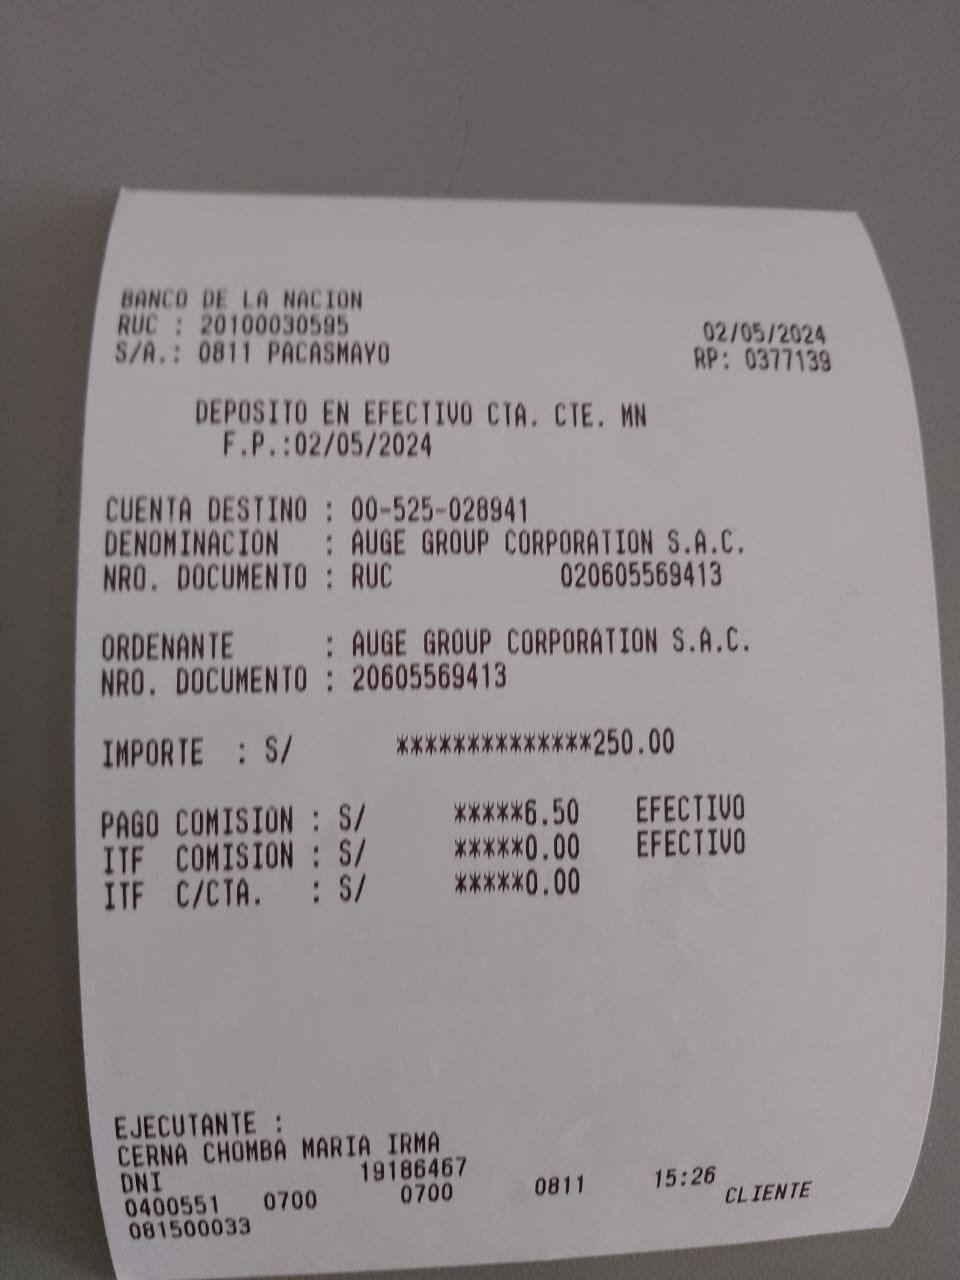 BANCO DE LA NACION
RUC : 20100030595
02/05/2024
S/A.: 0811 PACASMAYO
RP: 0377139
DEPOSITO EN EFECTIVO CTA. CTE. MN
F.P.:02/05/2024
CUENTA DESTINO : 00-525-028941
DENOMINACION : AUGE GROUP CORPORATION S.A.C.
NRO. DOCUMENTO : RUC 020605569413
ORDENANTE : AUGE GROUP CORPORATION S.A.C.
NRO. DOCUMENTO : 20605569413
IMPORTE : S/ **************250.00
PAGO COMISION : S/ *****6.50 EFECTIVO
ITF COMISION : S/ *****0.00 EFECTIVO
ITF C/CTA. : S/ *****0.00
EJECUTANTE :
CERNA CHOMBA MARIA IRMA
DNI 19186467
0400551 0700 0700 0811 15:26 CLIENTE
081500033